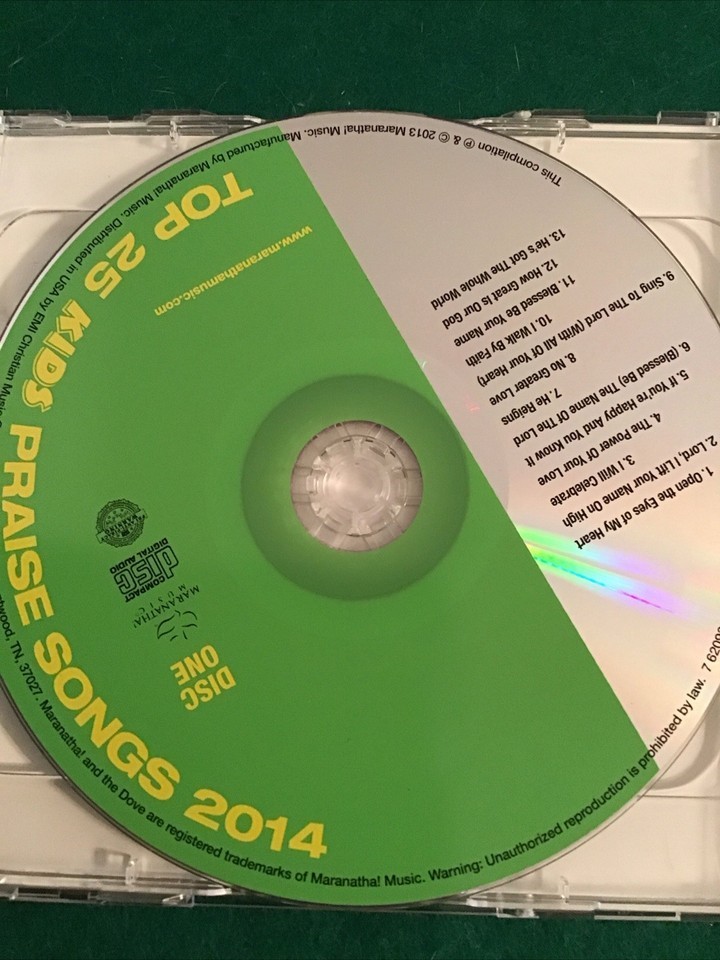 TOP 25 KIDS PRAISE SONGS 2014
www.maranathamusic.com
DISC
ONE
MARANATHA!
MUSIC
COMPACT
disc
DIGITAL AUDIO
1. Open the Eyes of My Heart
2. Lord, I Lift Your Name On High
3. I Will Celebrate
4. The Power Of Your Love
5. If You're Happy And You Know It
6. (Blessed Be) The Name Of The Lord
7. He Reigns
8. No Greater Love
9. Sing To The Lord (With All Of Your Heart)
10. I Walk By Faith
11. Blessed Be Your Name
12. How Great Is Our God
13. He's Got The Whole World
This compilation ℗ & © 2013 Maranatha! Music. Manufactured by Maranatha! Music. Distributed in USA by EMI Christian Music TN, 37027. Maranatha! and the Dove are registered trademarks of Maranatha! Music. Warning: Unauthorized reproduction is prohibited by law.